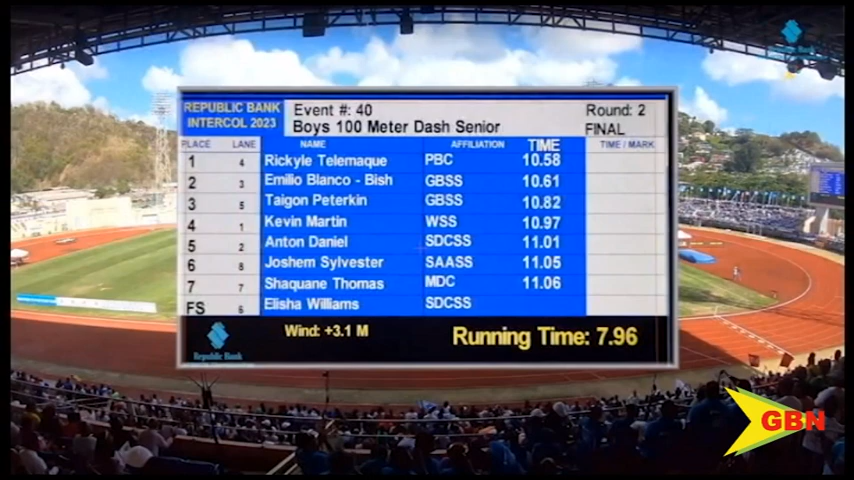 Republic Bank
REPUBLIC BANK
INTERCOL 2023
Event #: 40
Boys 100 Meter Dash Senior
Round: 2
FINAL
PLACE LANE NAME AFFILIATION TIME TIME / MARK
1 4 Rickyle Telemaque PBC 10.58
2 3 Emilio Blanco - Bish GBSS 10.61
3 5 Taigon Peterkin GBSS 10.82
4 1 Kevin Martin WSS 10.97
5 2 Anton Daniel SDCSS 11.01
6 8 Joshem Sylvester SAASS 11.05
7 7 Shaquane Thomas MDC 11.06
FS 6 Elisha Williams SDCSS
Republic Bank
Wind: +3.1 M
Running Time: 7.96
GBN